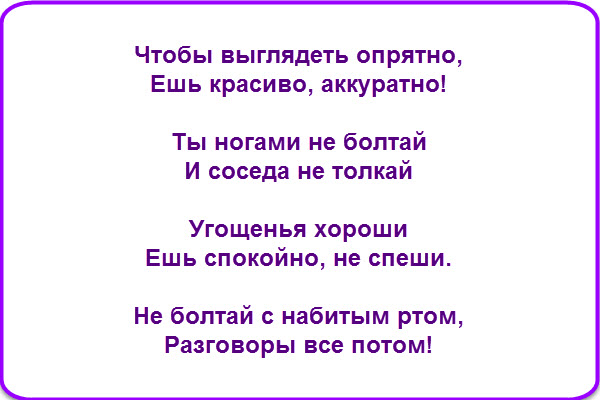 Чтобы выглядеть опрятно,
Ешь красиво, аккуратно!
Ты ногами не болтай
И соседа не толкай
Угощенья хороши
Ешь спокойно, не спеши.
Не болтай с набитым ртом,
Разговоры все потом!